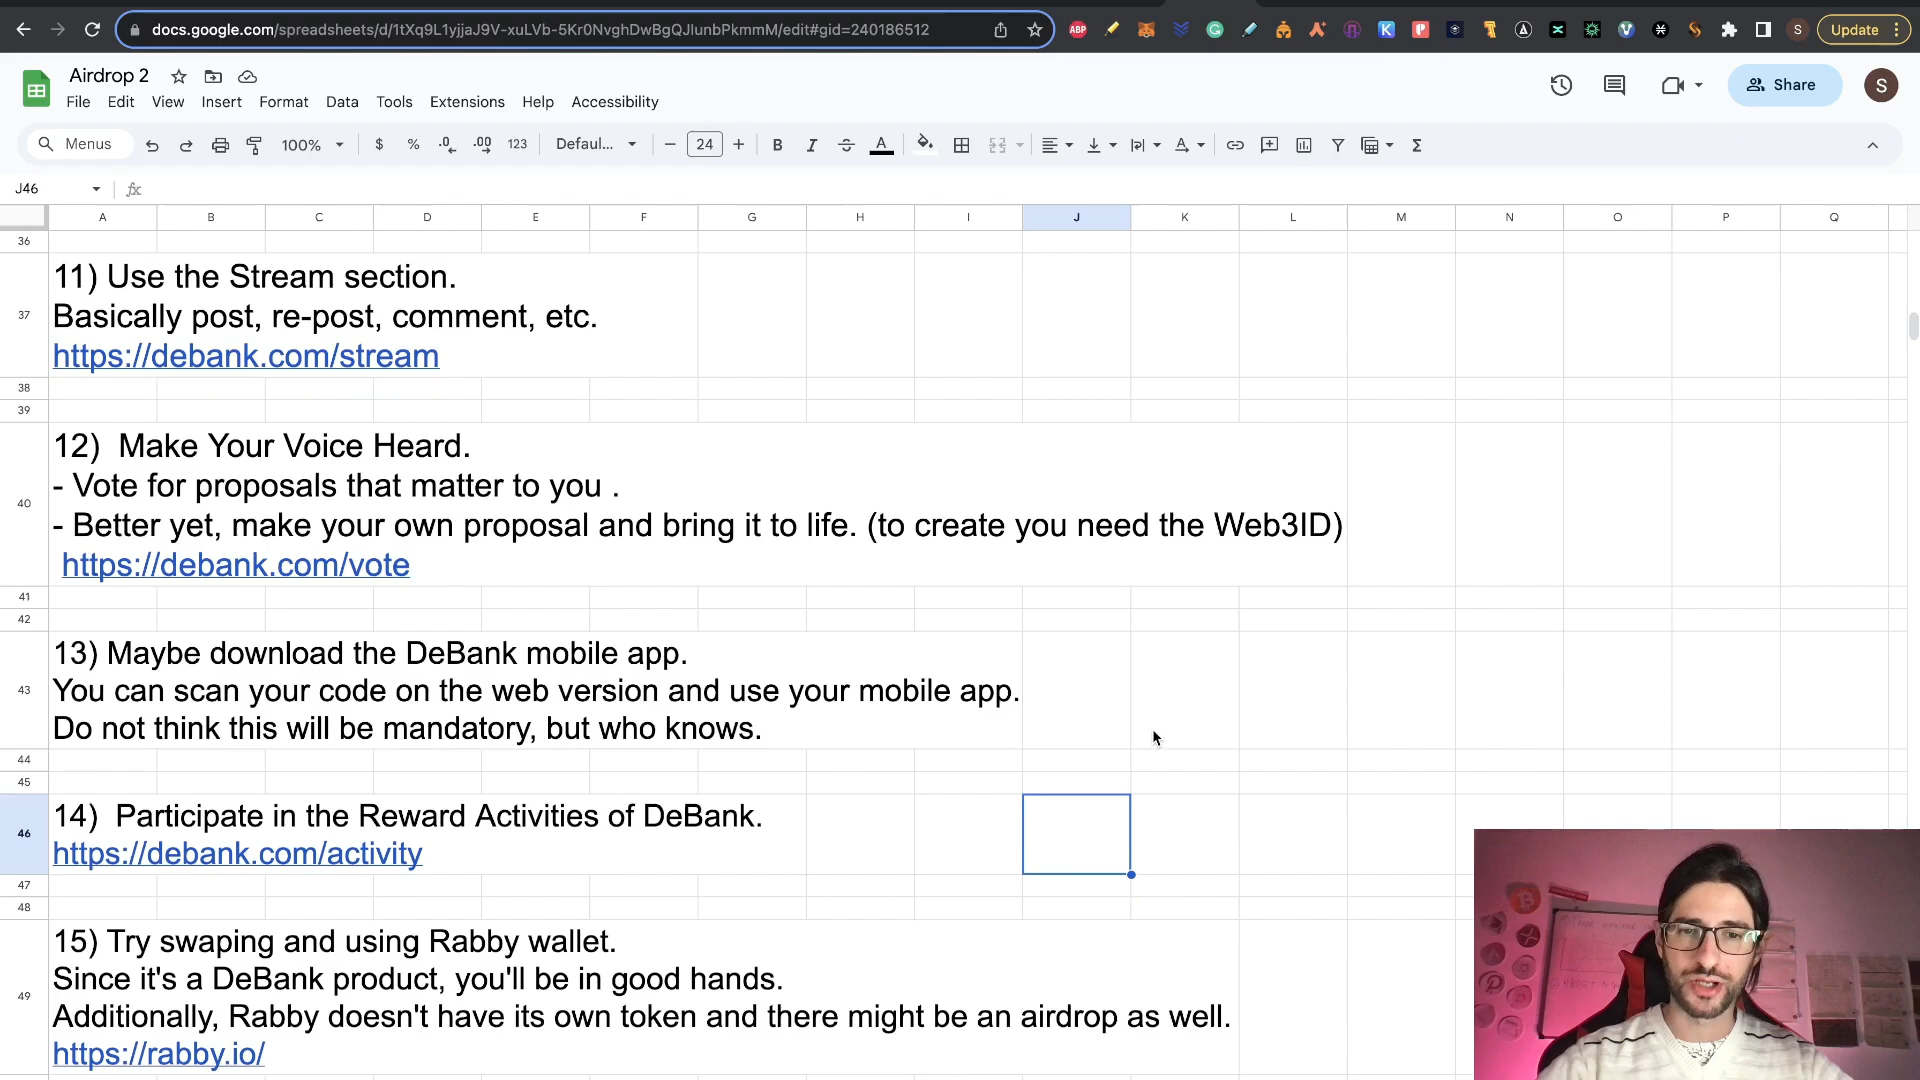 docs.google.com/spreadsheets/d/1tXq9L1yjjaJ9V-xuLVb-5Kr0NvghDwBgQJlunbPkmmM/edit#gid=240186512
ABP
Update
Airdrop 2
File Edit View Insert Format Data Tools Extensions Help Accessibility
Share
S
Menus
100%
$ % .0 .00 123
Defaul...
24
B I A
J46
fx
A B C D E F G H I J K L M N O P Q
36
37
11) Use the Stream section.
Basically post, re-post, comment, etc.
https://debank.com/stream
38
39
40
12)  Make Your Voice Heard.
- Vote for proposals that matter to you .
- Better yet, make your own proposal and bring it to life. (to create you need the Web3ID)
https://debank.com/vote
41
42
43
13) Maybe download the DeBank mobile app.
You can scan your code on the web version and use your mobile app.
Do not think this will be mandatory, but who knows.
44
45
46
14)  Participate in the Reward Activities of DeBank.
https://debank.com/activity
47
48
49
15) Try swaping and using Rabby wallet.
Since it's a DeBank product, you'll be in good hands.
Additionally, Rabby doesn't have its own token and there might be an airdrop as well.
https://rabby.io/